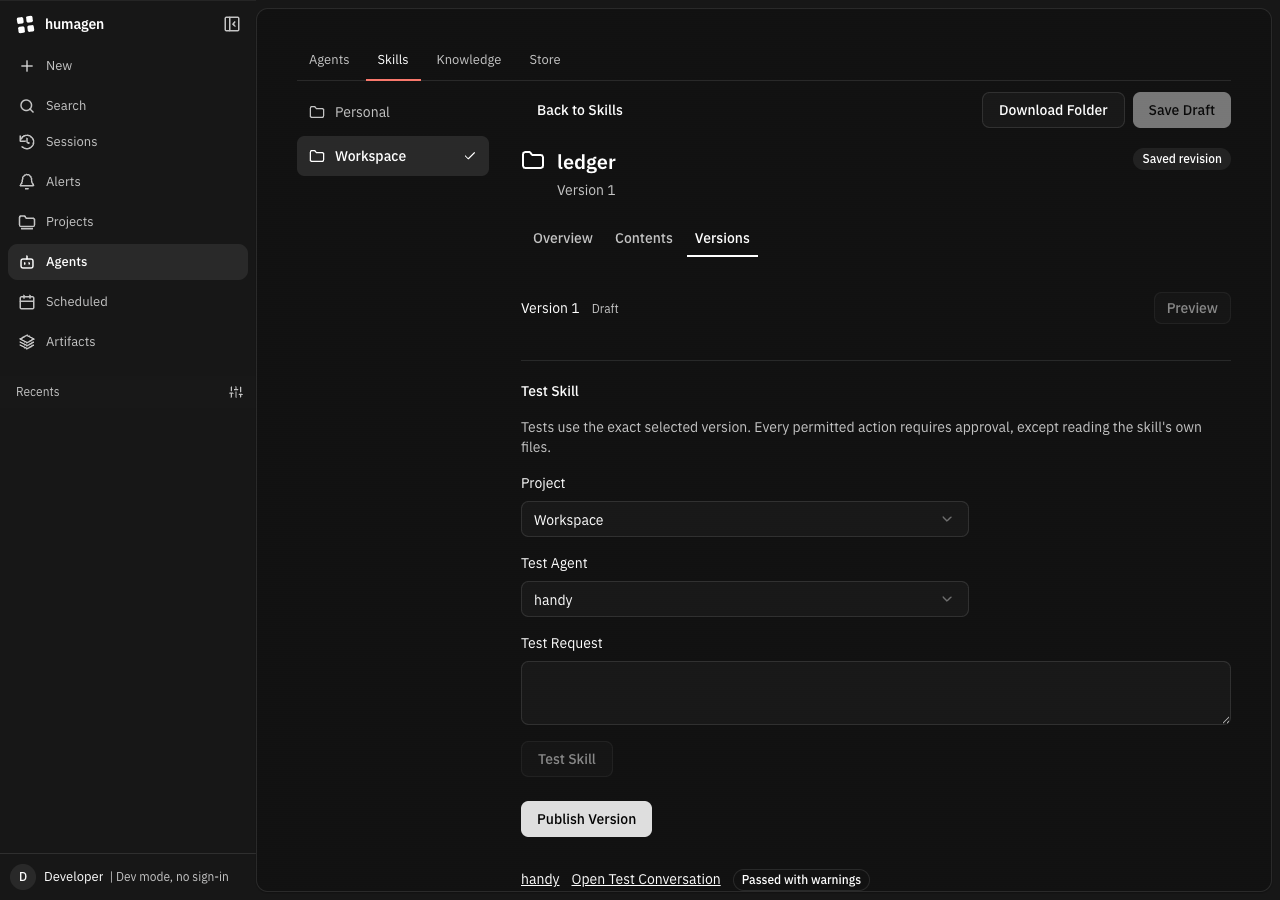 humagen
New
Search
Sessions
Alerts
Projects
Agents
Scheduled
Artifacts
Recents
D Developer | Dev mode, no sign-in
Agents Skills Knowledge Store
Personal
Workspace
Back to Skills
Download Folder
Save Draft
ledger
Saved revision
Version 1
Overview Contents Versions
Version 1 Draft
Preview
Test Skill
Tests use the exact selected version. Every permitted action requires approval, except reading the skill's own
files.
Project
Workspace
Test Agent
handy
Test Request
Test Skill
Publish Version
handy Open Test Conversation Passed with warnings